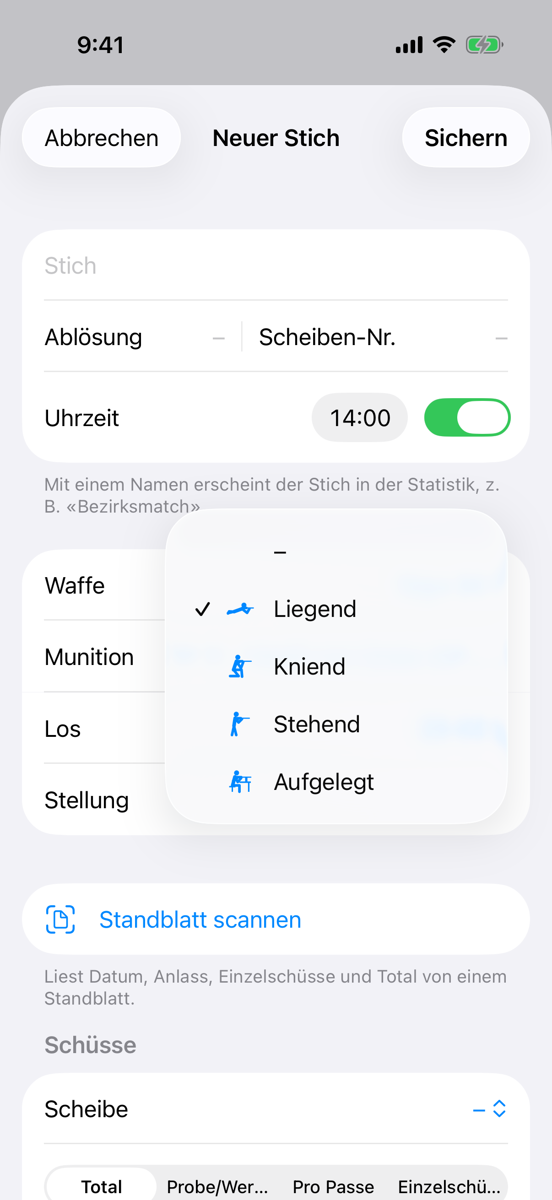 9:41
Abbrechen
Neuer Stich
Sichern
Stich
Ablösung –
Scheiben-Nr. –
Uhrzeit
14:00
Mit einem Namen erscheint der Stich in der Statistik, z.
B. «Bezirksmatch»
Waffe
Munition
Los
Stellung
–
Liegend
Kniend
Stehend
Aufgelegt
Standblatt scannen
Liest Datum, Anlass, Einzelschüsse und Total von einem
Standblatt.
Schüsse
Scheibe –
Total
Probe/Wer...
Pro Passe
Einzelschü...